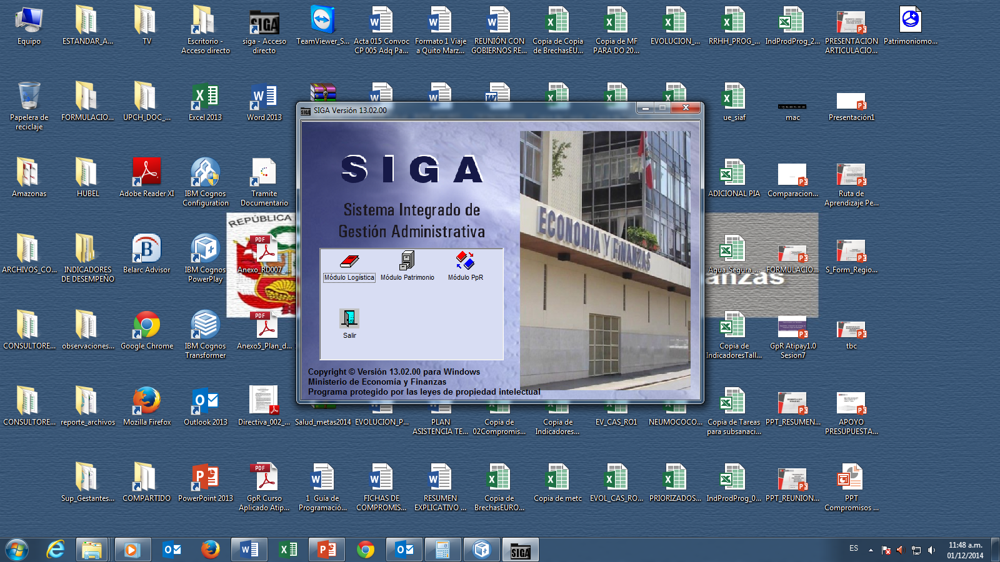 Equipo
ESTANDAR_A...
TV
Escritorio -
Acceso directo
siga - Acceso
directo
TeamViewer_S...
Acta 015 Convoc
CP 005 Adq Pa...
Formato 1 Viaje
a Quito Marz...
REUNIÓN CON
GOBIERNOS RE...
Copia de Copia
de BrechasEU...
Copia de MF
PARA DO 20...
EVOLUCION_...
RRHH_PROG_...
IndProdProg_2...
PRESENTACION
ARTICULACIO...
Patrimoniomo...
Papelera de
reciclaje
FORMULACIO...
UPCH_DOC_...
Excel 2013
Word 2013
ue_siaf
mac
Presentación1
SIGA Versión 13.02.00
SIGA
Sistema Integrado de
Gestión Administrativa
ECONOMIA Y FINANZAS
Módulo Logística
Módulo Patrimonio
Módulo PpR
Salir
Copyright © Versión 13.02.00 para Windows
Ministerio de Economía y Finanzas
Programa protegido por las leyes de propiedad intelectual
Amazonas
HUBEL
Adobe Reader XI
IBM Cognos
Configuration
Tramite
Documentario
ADICIONAL PIA
Comparacion...
Ruta de
Aprendizaje Pe...
REPÚBLICA
ARCHIVOS_CO...
INDICADORES
DE DESEMPEÑO
Belarc Advisor
IBM Cognos
PowerPlay
PDF
Anexo_RD007_...
Agua_Segura_...
FORMULACIO...
S_Form_Regio...
anzas
CONSULTORE...
observaciones...
Google Chrome
IBM Cognos
Transformer
PDF
Anexo5_Plan_d...
Copia de
IndicadoresTall...
GpR Atipay1.0
Sesion7
tbc
CONSULTORE...
reporte_archivos
Mozilla Firefox
Outlook 2013
Directiva_002_...
Salud_metas2014
EVOLUCION_P...
PLAN
ASISTENCIA TE...
Copia de
02Compromis...
Copia de
Indicadores...
EV_CAS_RO1
NEUMOCOCO...
Copia de Tareas
para subsanaci...
PPT_RESUMEN...
APOYO
PRESUPUESTA...
Sup_Gestantes...
COMPARTIDO
PowerPoint 2013
PDF
GpR Curso
Aplicado Atip...
1 Guía de
Programació...
FICHAS DE
COMPROMIS...
RESUMEN
EXPLICATIVO ...
Copia de
BrechasEURO...
Copia de metc
EVOL_CAS_RO...
PRIORIZADOS...
IndProdProg_0...
PPT_REUNION...
PPT
Compromisos ...
SIGA
ES
11:48 a.m.
01/12/2014